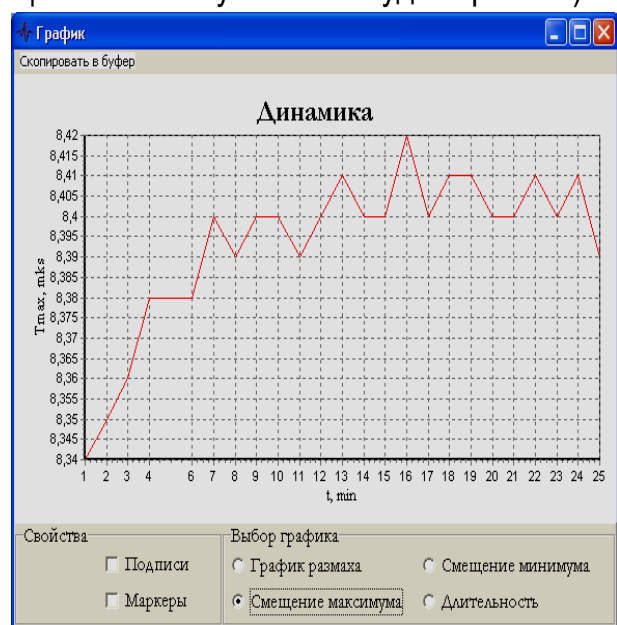 График
Скопировать в буфер
Динамика
8,42
8,415
8,41
8,405
8,4
8,395
8,39
8,385
8,38
8,375
8,37
8,365
8,36
8,355
8,35
8,345
8,34
Tmax, mks
1 2 3 4 6 7 8 9 10 11 12 13 14 15 16 17 18 19 20 21 22 23 24 25
t, min
Свойства
Подписи
Маркеры
Выбор графика
График размаха
Смещение минимума
Смещение максимума
Длительность